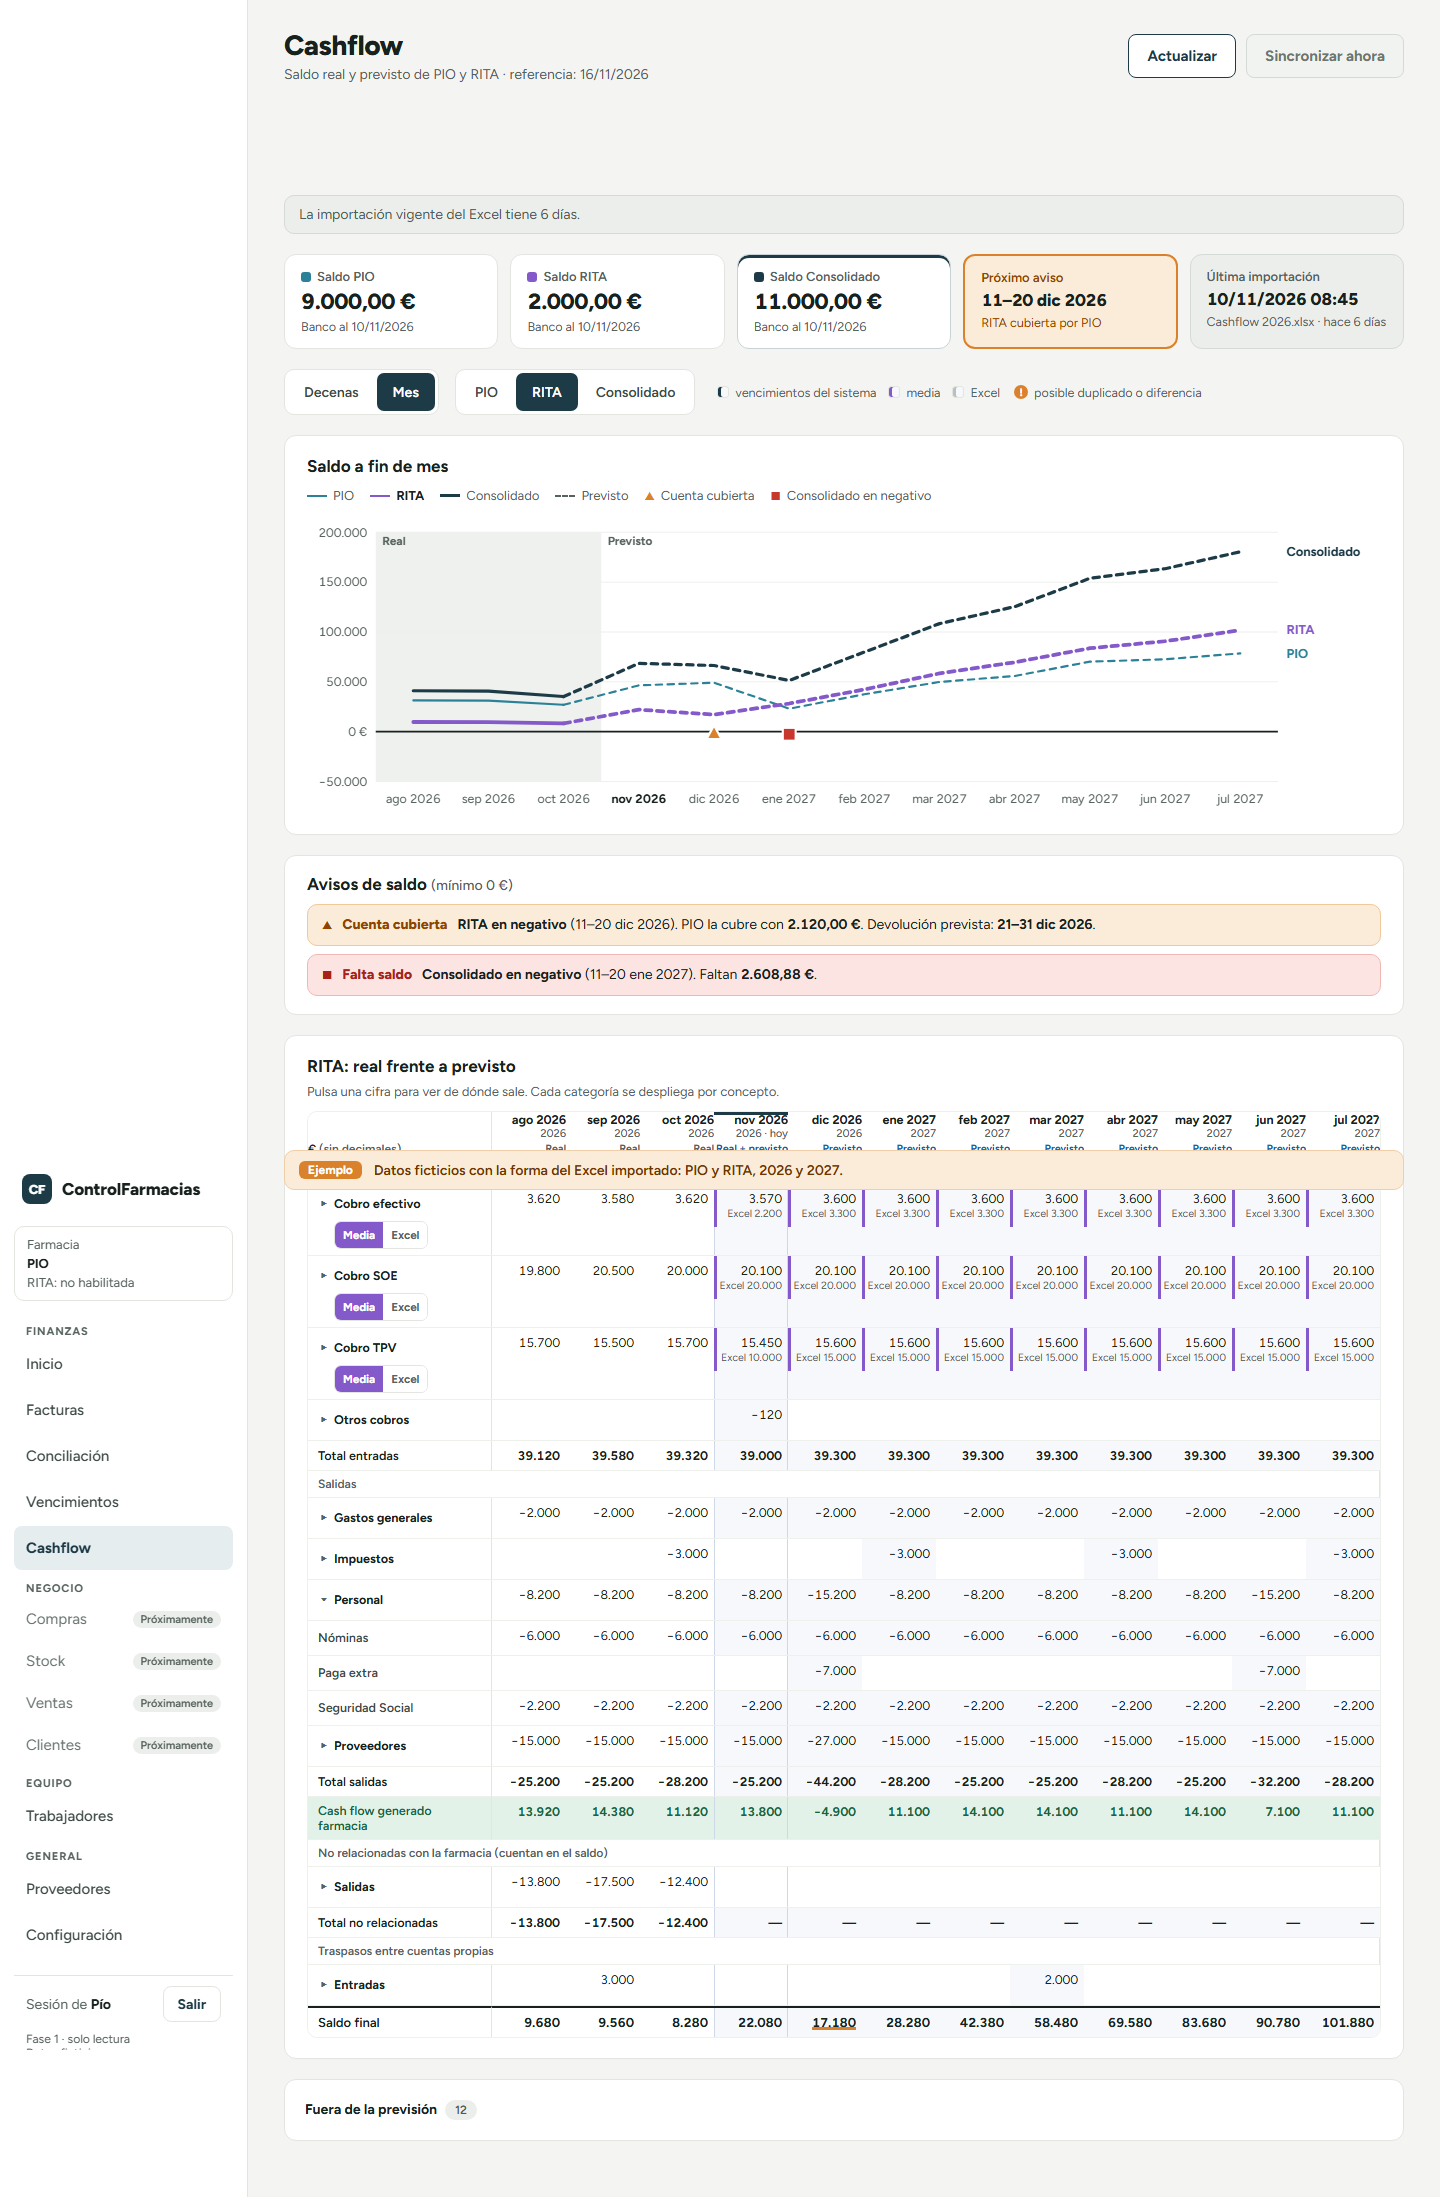 Cashflow
Saldo real y previsto de PIO y RITA · referencia: 16/11/2026
Actualizar
Sincronizar ahora
La importación vigente del Excel tiene 6 días.
Saldo PIO
9.000,00 €
Banco al 10/11/2026
Saldo RITA
2.000,00 €
Banco al 10/11/2026
Saldo Consolidado
11.000,00 €
Banco al 10/11/2026
Próximo aviso
11–20 dic 2026
RITA cubierta por PIO
Última importación
10/11/2026 08:45
Cashflow 2026.xlsx · hace 6 días
Decenas Mes
PIO RITA Consolidado
vencimientos del sistema media Excel ! posible duplicado o diferencia
Saldo a fin de mes
PIO RITA Consolidado Previsto Cuenta cubierta Consolidado en negativo
200.000
150.000
100.000
50.000
0 €
−50.000
Real
Previsto
Consolidado
RITA
PIO
ago 2026 sep 2026 oct 2026 nov 2026 dic 2026 ene 2027 feb 2027 mar 2027 abr 2027 may 2027 jun 2027 jul 2027
Avisos de saldo (mínimo 0 €)
Cuenta cubierta RITA en negativo (11–20 dic 2026). PIO la cubre con 2.120,00 €. Devolución prevista: 21–31 dic 2026.
Falta saldo Consolidado en negativo (11–20 ene 2027). Faltan 2.608,88 €.
RITA: real frente a previsto
Pulsa una cifra para ver de dónde sale. Cada categoría se despliega por concepto.
ago 2026 sep 2026 oct 2026 nov 2026 dic 2026 ene 2027 feb 2027 mar 2027 abr 2027 may 2027 jun 2027 jul 2027
2026 2026 2026 2026 · hoy 2026 2027 2027 2027 2027 2027 2027 2027
€ (sin decimales) Real Real Real Real + previsto Previsto Previsto Previsto Previsto Previsto Previsto Previsto Previsto
Ejemplo Datos ficticios con la forma del Excel importado: PIO y RITA, 2026 y 2027.
Cobro efectivo 3.620 3.580 3.620 3.570 3.600 3.600 3.600 3.600 3.600 3.600 3.600 3.600
Excel 2.200 Excel 3.300 Excel 3.300 Excel 3.300 Excel 3.300 Excel 3.300 Excel 3.300 Excel 3.300 Excel 3.300
Media Excel
Cobro SOE 19.800 20.500 20.000 20.100 20.100 20.100 20.100 20.100 20.100 20.100 20.100 20.100
Excel 20.000 Excel 20.000 Excel 20.000 Excel 20.000 Excel 20.000 Excel 20.000 Excel 20.000 Excel 20.000 Excel 20.000
Media Excel
Cobro TPV 15.700 15.500 15.700 15.450 15.600 15.600 15.600 15.600 15.600 15.600 15.600 15.600
Excel 10.000 Excel 15.000 Excel 15.000 Excel 15.000 Excel 15.000 Excel 15.000 Excel 15.000 Excel 15.000 Excel 15.000
Media Excel
Otros cobros −120
Total entradas 39.120 39.580 39.320 39.000 39.300 39.300 39.300 39.300 39.300 39.300 39.300 39.300
Salidas
Gastos generales −2.000 −2.000 −2.000 −2.000 −2.000 −2.000 −2.000 −2.000 −2.000 −2.000 −2.000 −2.000
Impuestos −3.000 −3.000 −3.000 −3.000
Personal −8.200 −8.200 −8.200 −8.200 −15.200 −8.200 −8.200 −8.200 −8.200 −8.200 −15.200 −8.200
Nóminas −6.000 −6.000 −6.000 −6.000 −6.000 −6.000 −6.000 −6.000 −6.000 −6.000 −6.000 −6.000
Paga extra −7.000 −7.000
Seguridad Social −2.200 −2.200 −2.200 −2.200 −2.200 −2.200 −2.200 −2.200 −2.200 −2.200 −2.200 −2.200
Proveedores −15.000 −15.000 −15.000 −15.000 −27.000 −15.000 −15.000 −15.000 −15.000 −15.000 −15.000 −15.000
Total salidas −25.200 −25.200 −28.200 −25.200 −44.200 −28.200 −25.200 −25.200 −28.200 −25.200 −32.200 −28.200
Cash flow generado farmacia 13.920 14.380 11.120 13.800 −4.900 11.100 14.100 14.100 11.100 14.100 7.100 11.100
No relacionadas con la farmacia (cuentan en el saldo)
Salidas −13.800 −17.500 −12.400
Total no relacionadas −13.800 −17.500 −12.400 — — — — — — — — —
Traspasos entre cuentas propias
Entradas 3.000 2.000
Saldo final 9.680 9.560 8.280 22.080 17.180 28.280 42.380 58.480 69.580 83.680 90.780 101.880
Fuera de la previsión 12
CF ControlFarmacias
Farmacia
PIO
RITA: no habilitada
FINANZAS
Inicio
Facturas
Conciliación
Vencimientos
Cashflow
NEGOCIO
Compras Próximamente
Stock Próximamente
Ventas Próximamente
Clientes Próximamente
EQUIPO
Trabajadores
GENERAL
Proveedores
Configuración
Sesión de Pío Salir
Fase 1 · solo lectura